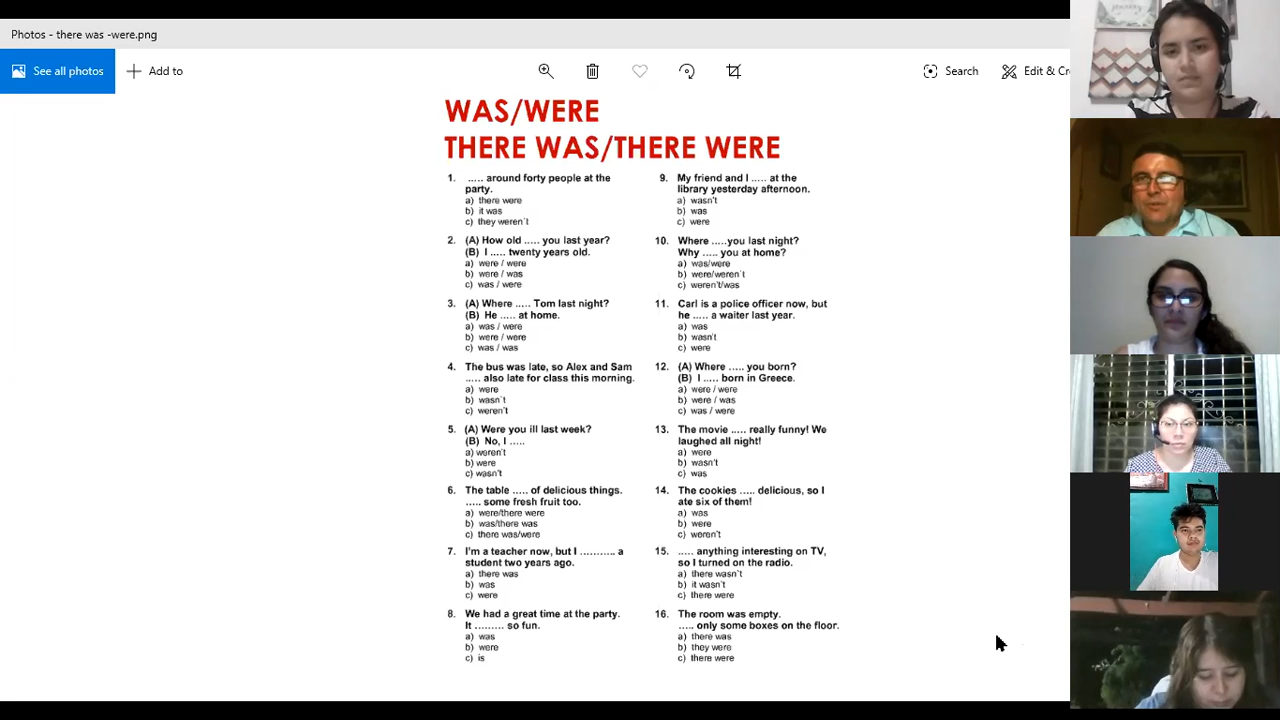 Photos - there was -were.png
See all photos
Add to
Search
Edit & Cr
WAS/WERE
THERE WAS/THERE WERE
1. ..... around forty people at the
party.
a) there were
b) it was
c) they weren`t
2. (A) How old ..... you last year?
(B) I ..... twenty years old.
a) were / were
b) were / was
c) was / were
3. (A) Where ..... Tom last night?
(B) He ..... at home.
a) was / were
b) were / were
c) was / was
4. The bus was late, so Alex and Sam
..... also late for class this morning.
a) were
b) wasn`t
c) weren't
5. (A) Were you ill last week?
(B) No, I .....
a) weren't
b) were
c) wasn't
6. The table ..... of delicious things.
..... some fresh fruit too.
a) were/there were
b) was/there was
c) there was/were
7. I'm a teacher now, but I .......... a
student two years ago.
a) there was
b) was
c) were
8. We had a great time at the party.
It ......... so fun.
a) was
b) were
c) is
9. My friend and I ..... at the
library yesterday afternoon.
a) wasn't
b) was
c) were
10. Where .....you last night?
Why ..... you at home?
a) was/were
b) were/weren`t
c) weren't/was
11. Carl is a police officer now, but
he ..... a waiter last year.
a) was
b) wasn't
c) were
12. (A) Where ..... you born?
(B) I ..... born in Greece.
a) were / were
b) were / was
c) was / were
13. The movie ..... really funny! We
laughed all night!
a) were
b) wasn't
c) was
14. The cookies ..... delicious, so I
ate six of them!
a) was
b) were
c) weren't
15. ..... anything interesting on TV,
so I turned on the radio.
a) there wasn`t
b) it wasn't
c) there were
16. The room was empty.
..... only some boxes on the floor.
a) there was
b) they were
c) there were